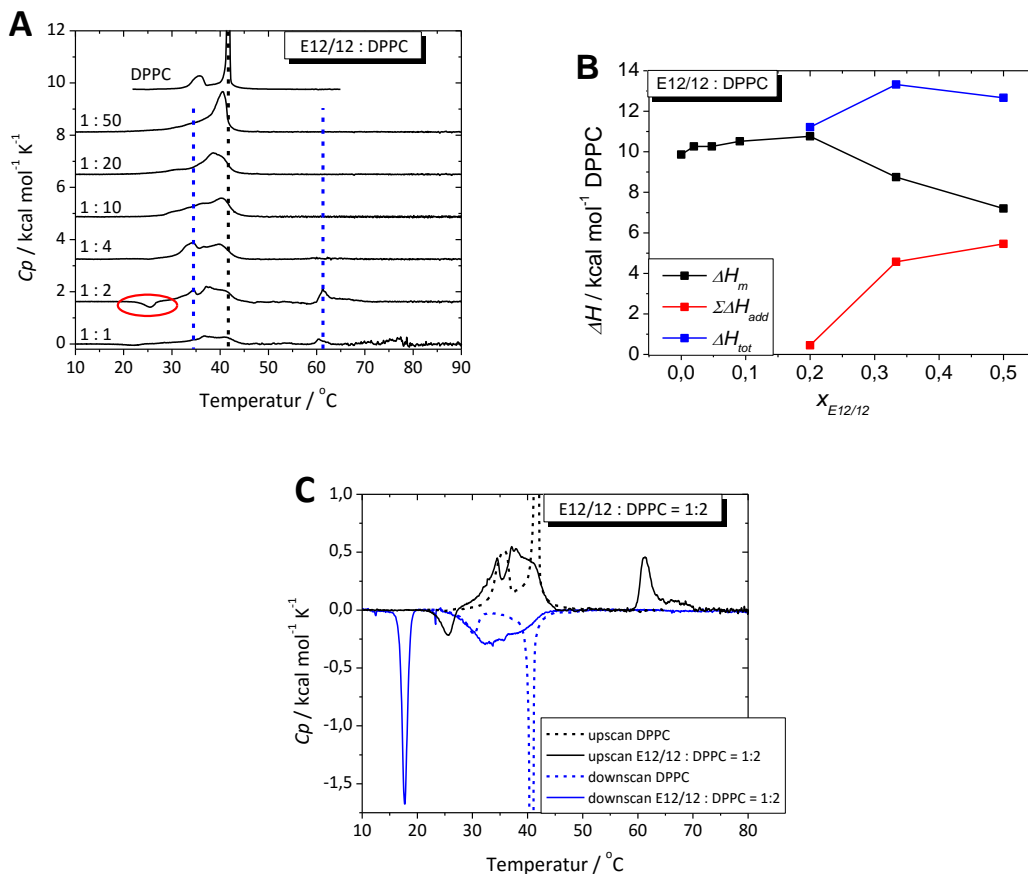 A
E12/12 : DPPC
DPPC
1 : 50
1 : 20
1 : 10
1 : 4
1 : 2
1 : 1
12
10
8
6
4
2
0
Cp / kcal mol⁻¹ K⁻¹
10 20 30 40 50 60 70 80 90
Temperatur / °C
B
E12/12 : DPPC
14
12
10
8
6
4
2
0
ΔH / kcal mol⁻¹ DPPC
ΔHm
ΣΔHadd
ΔHtot
0,0 0,1 0,2 0,3 0,4 0,5
xE12/12
C
E12/12 : DPPC = 1:2
1,0
0,5
0,0
-0,5
-1,0
-1,5
Cp / kcal mol⁻¹ K⁻¹
upscan DPPC
upscan E12/12 : DPPC = 1:2
downscan DPPC
downscan E12/12 : DPPC = 1:2
10 20 30 40 50 60 70 80
Temperatur / °C